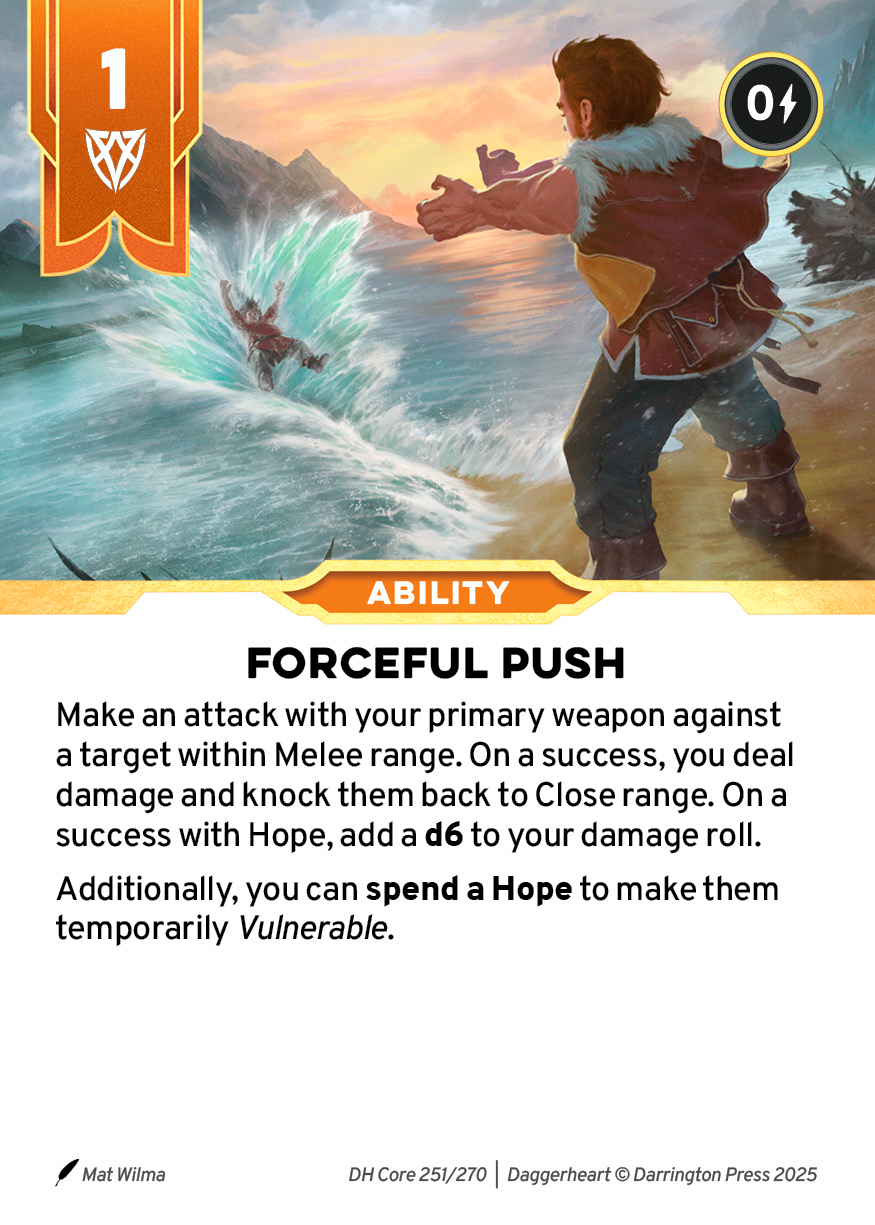 1
0
ABILITY
FORCEFUL PUSH
Make an attack with your primary weapon against
a target within Melee range. On a success, you deal
damage and knock them back to Close range. On a
success with Hope, add a d6 to your damage roll.
Additionally, you can spend a Hope to make them
temporarily Vulnerable.
Mat Wilma
DH Core 251/270 | Daggerheart © Darrington Press 2025